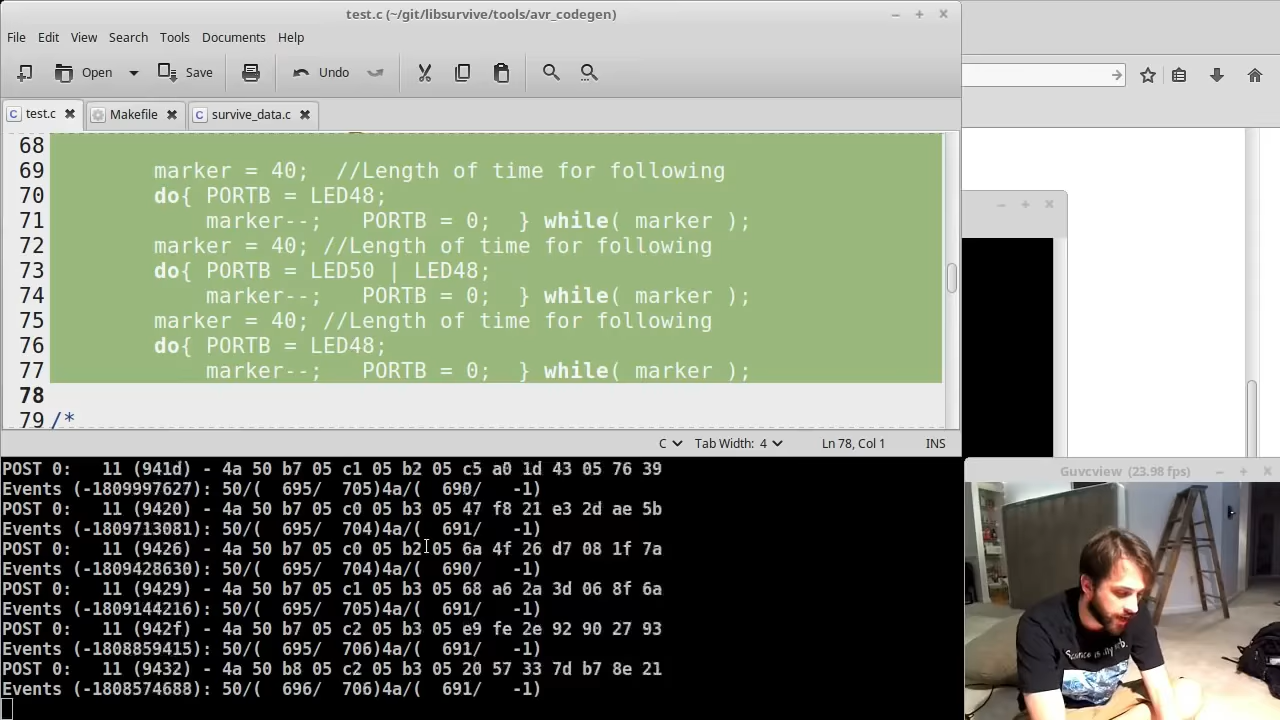 test.c (~/git/libsurvive/tools/avr_codegen)
File Edit View Search Tools Documents Help
Open Save Undo
test.c Makefile survive_data.c
68
69 marker = 40; //Length of time for following
70 do{ PORTB = LED48;
71 marker--; PORTB = 0; } while( marker );
72 marker = 40; //Length of time for following
73 do{ PORTB = LED50 | LED48;
74 marker--; PORTB = 0; } while( marker );
75 marker = 40; //Length of time for following
76 do{ PORTB = LED48;
77 marker--; PORTB = 0; } while( marker );
78
79 /*
C Tab Width: 4 Ln 78, Col 1 INS
POST 0: 11 (941d) - 4a 50 b7 05 c1 05 b2 05 c5 a0 1d 43 05 76 39
Events (-1809997627): 50/( 695/ 705)4a/( 690/ -1)
POST 0: 11 (9420) - 4a 50 b7 05 c0 05 b3 05 47 f8 21 e3 2d ae 5b
Events (-1809713081): 50/( 695/ 704)4a/( 691/ -1)
POST 0: 11 (9426) - 4a 50 b7 05 c0 05 b2 05 6a 4f 26 d7 08 1f 7a
Events (-1809428630): 50/( 695/ 704)4a/( 690/ -1)
POST 0: 11 (9429) - 4a 50 b7 05 c1 05 b3 05 68 a6 2a 3d 06 8f 6a
Events (-1809144216): 50/( 695/ 705)4a/( 691/ -1)
POST 0: 11 (942f) - 4a 50 b7 05 c2 05 b3 05 e9 fe 2e 92 90 27 93
Events (-1808859415): 50/( 695/ 706)4a/( 691/ -1)
POST 0: 11 (9432) - 4a 50 b8 05 c2 05 b3 05 20 57 33 7d b7 8e 21
Events (-1808574688): 50/( 696/ 706)4a/( 691/ -1)
Guvcview (23.98 fps)
Science is my